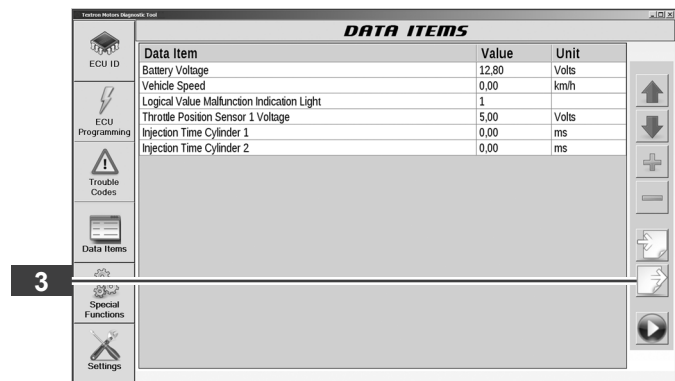 Textron Motors Diagnostic Tool
DATA ITEMS
ECU ID
ECU
Programming
Trouble
Codes
Data Items
Special
Functions
Settings
Data Item Value Unit
Battery Voltage 12,80 Volts
Vehicle Speed 0,00 km/h
Logical Value Malfunction Indication Light 1
Throttle Position Sensor 1 Voltage 5,00 Volts
Injection Time Cylinder 1 0,00 ms
Injection Time Cylinder 2 0,00 ms
3